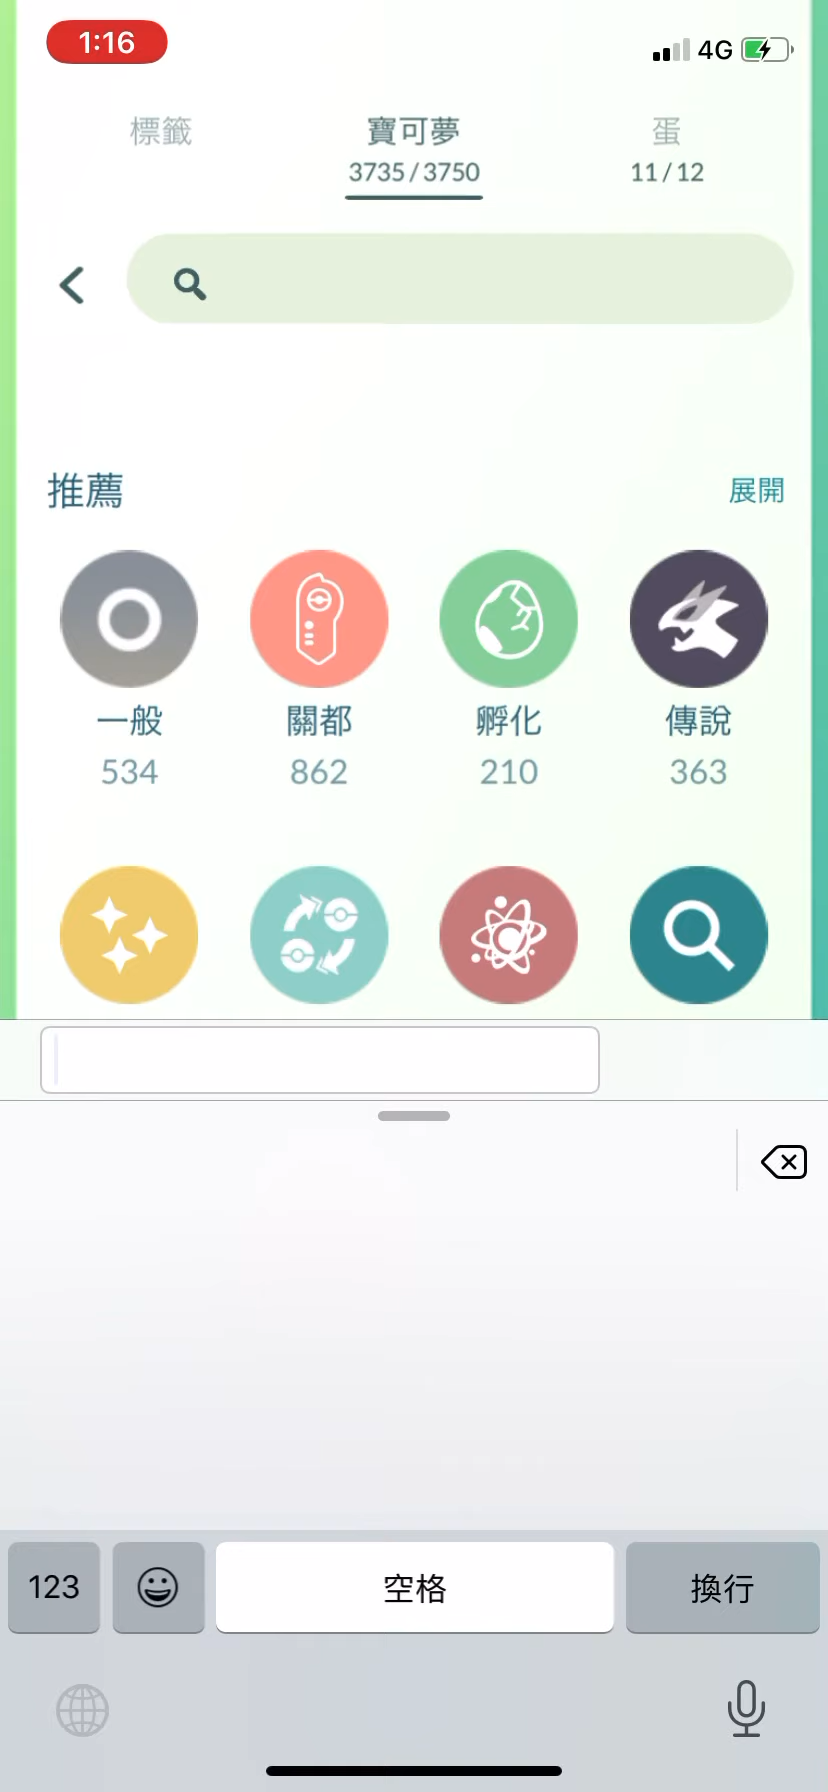 1:16
4G
標籤
寶可夢
蛋
3735/3750
11/12
推薦
展開
一般
關都
孵化
傳說
534
862
210
363
123
空格
換行